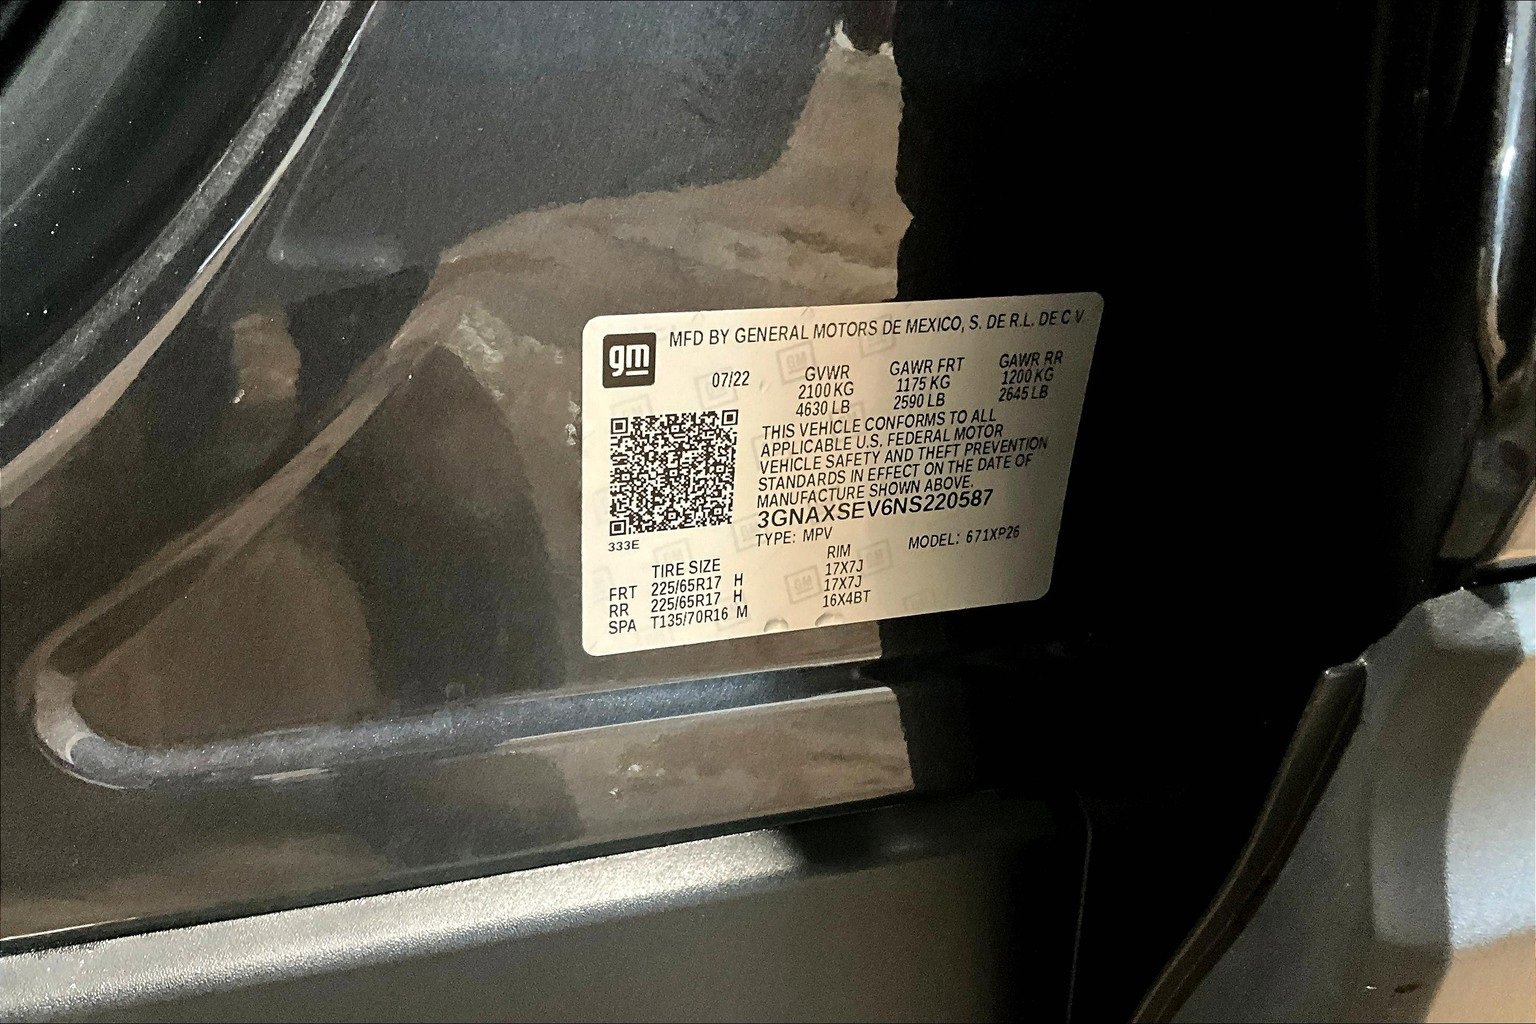 gm
MFD BY GENERAL MOTORS DE MEXICO, S. DE R.L. DE C V
07/22
GVWR GAWR FRT GAWR RR
2100 KG 1175 KG 1200 KG
4630 LB 2590 LB 2645 LB
THIS VEHICLE CONFORMS TO ALL
APPLICABLE U.S. FEDERAL MOTOR
VEHICLE SAFETY AND THEFT PREVENTION
STANDARDS IN EFFECT ON THE DATE OF
MANUFACTURE SHOWN ABOVE.
3GNAXSEV6NS220587
TYPE: MPV MODEL: 671XP26
333E
TIRE SIZE RIM
FRT 225/65R17 H 17X7J
RR 225/65R17 H 17X7J
SPA T135/70R16 M 16X4BT